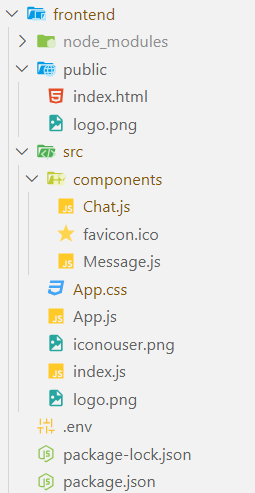 frontend
node_modules
public
index.html
logo.png
src
components
Chat.js
favicon.ico
Message.js
App.css
App.js
iconouser.png
index.js
logo.png
.env
package-lock.json
package.json